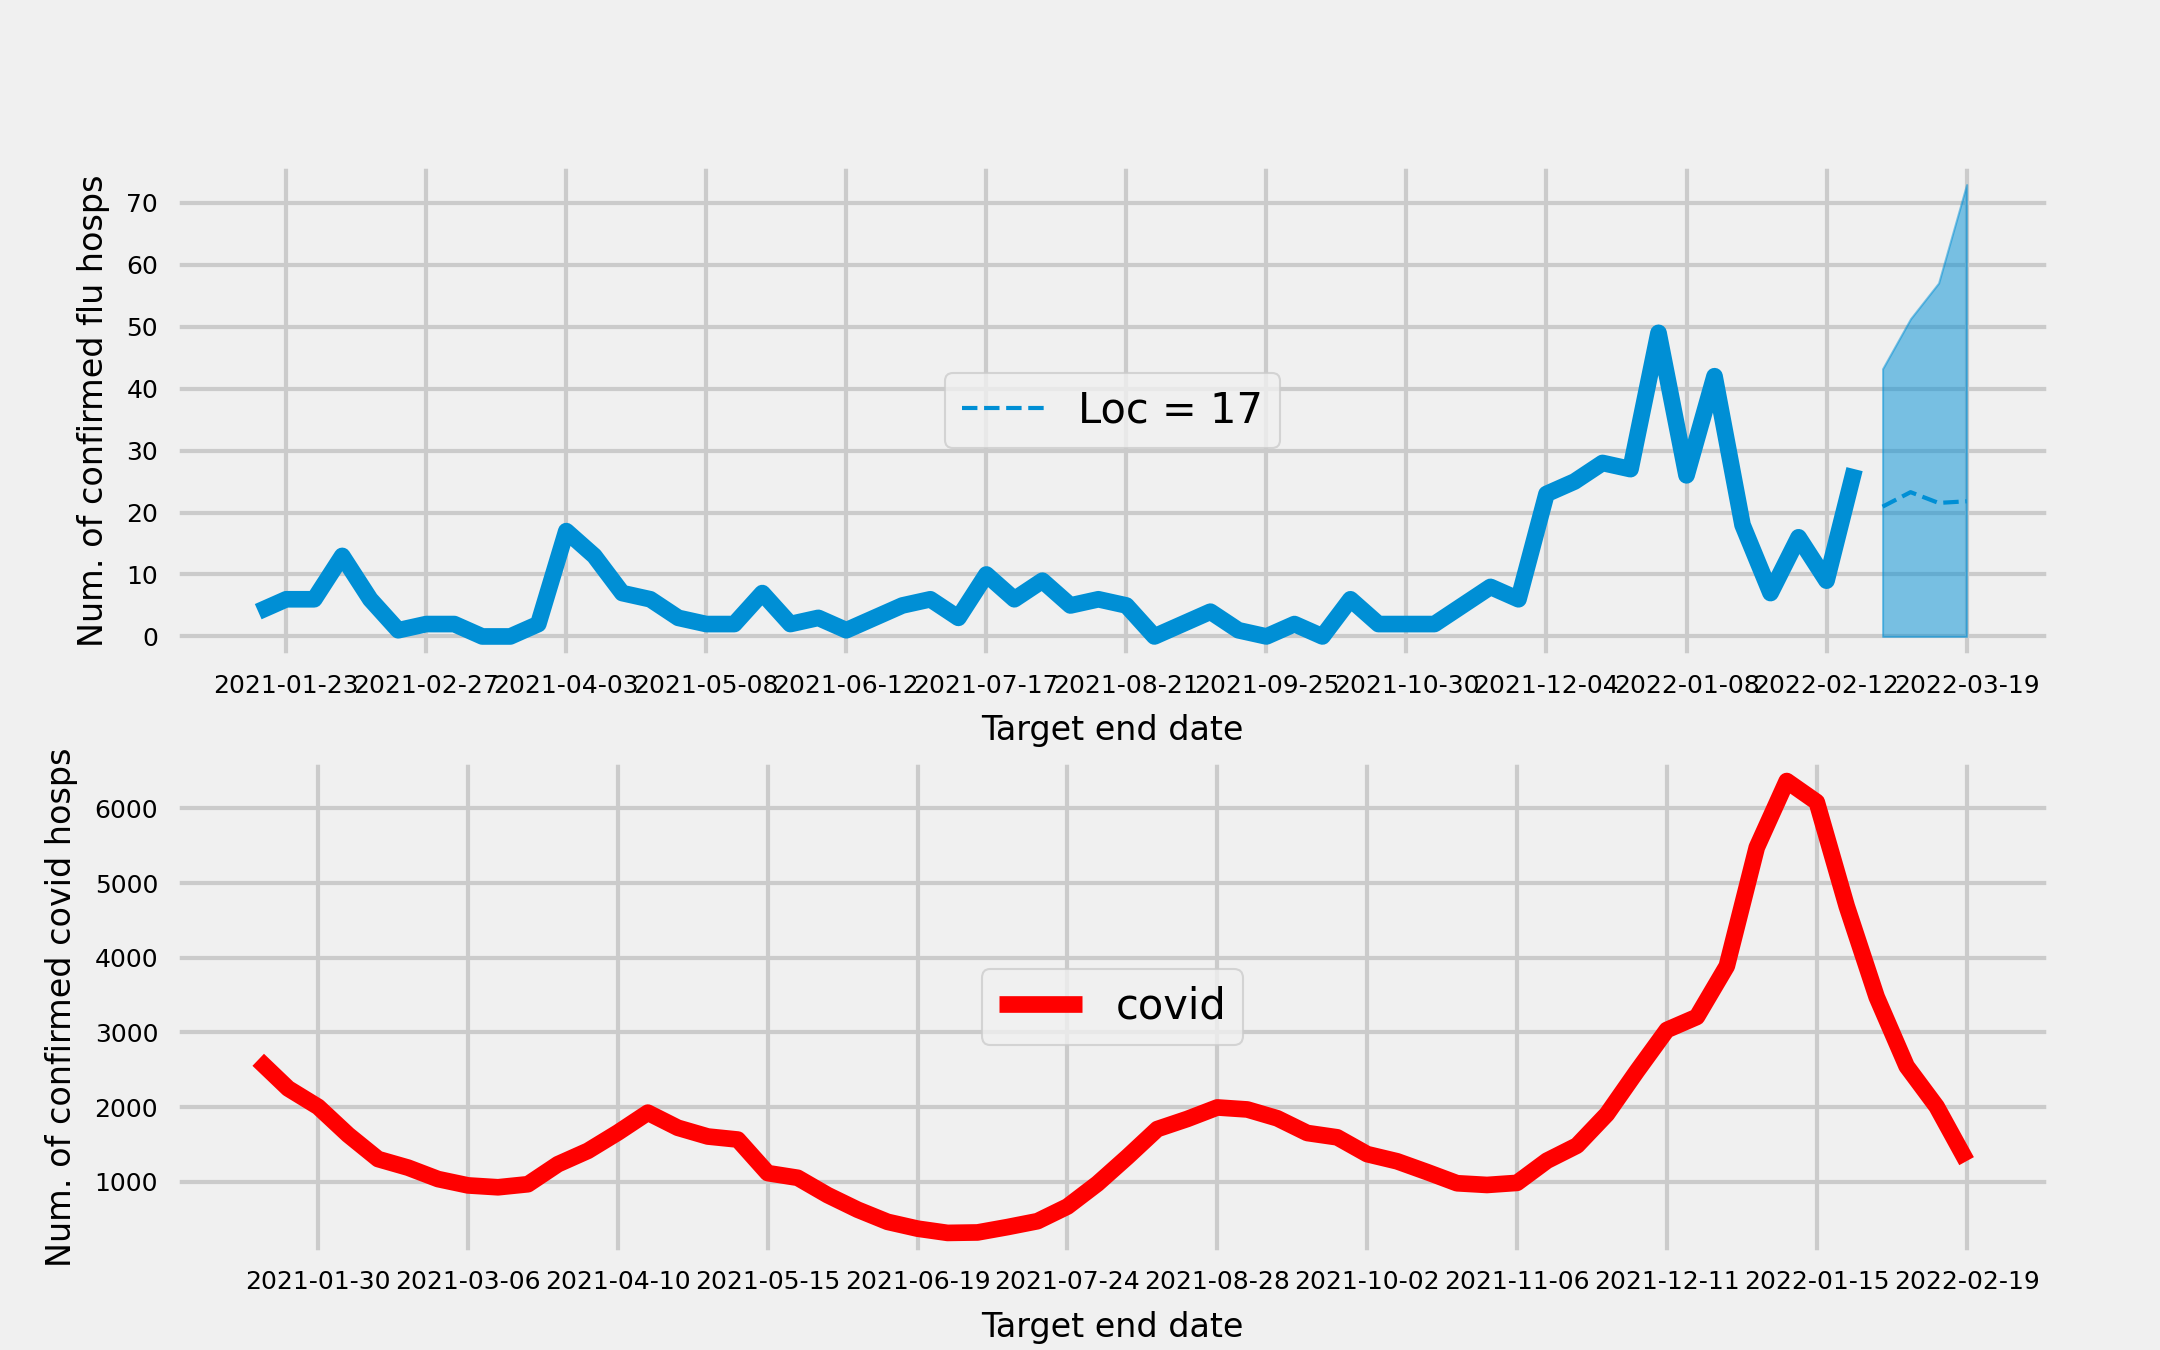 Num. of confirmed flu hosps
70
60
50
40
30
20
10
0
Loc = 17
2021-01-23 2021-02-27 2021-04-03 2021-05-08 2021-06-12 2021-07-17 2021-08-21 2021-09-25 2021-10-30 2021-12-04 2022-01-08 2022-02-12 2022-03-19
Target end date
Num. of confirmed covid hosps
6000
5000
4000
3000
2000
1000
covid
2021-01-30 2021-03-06 2021-04-10 2021-05-15 2021-06-19 2021-07-24 2021-08-28 2021-10-02 2021-11-06 2021-12-11 2022-01-15 2022-02-19
Target end date